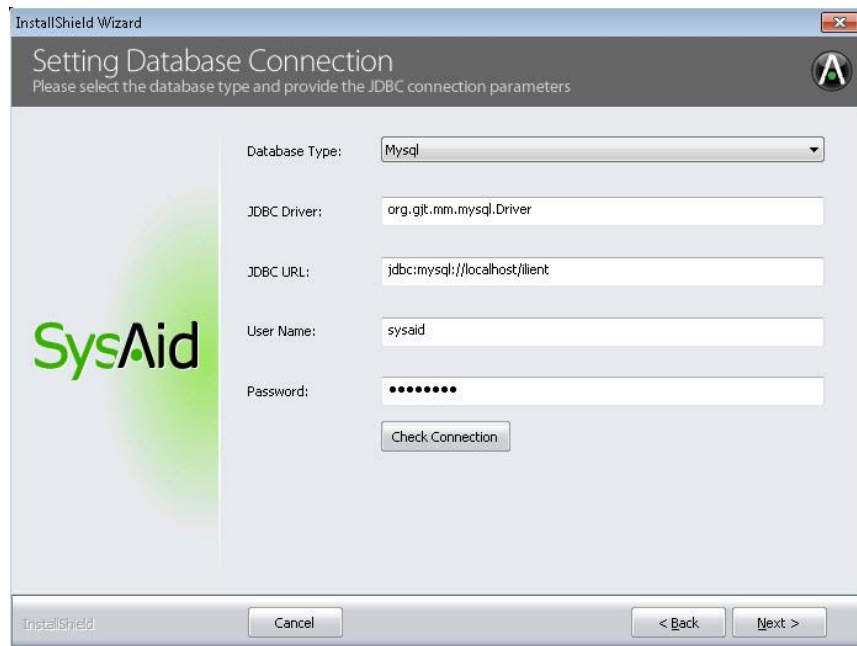 InstallShield Wizard
Setting Database Connection
Please select the database type and provide the JDBC connection parameters
Database Type: Mysql
JDBC Driver: org.gjt.mm.mysql.Driver
JDBC URL: jdbc:mysql://localhost/ilient
User Name: sysaid
Password: ●●●●●●●●
SysAid
Check Connection
InstallShield Cancel < Back Next >